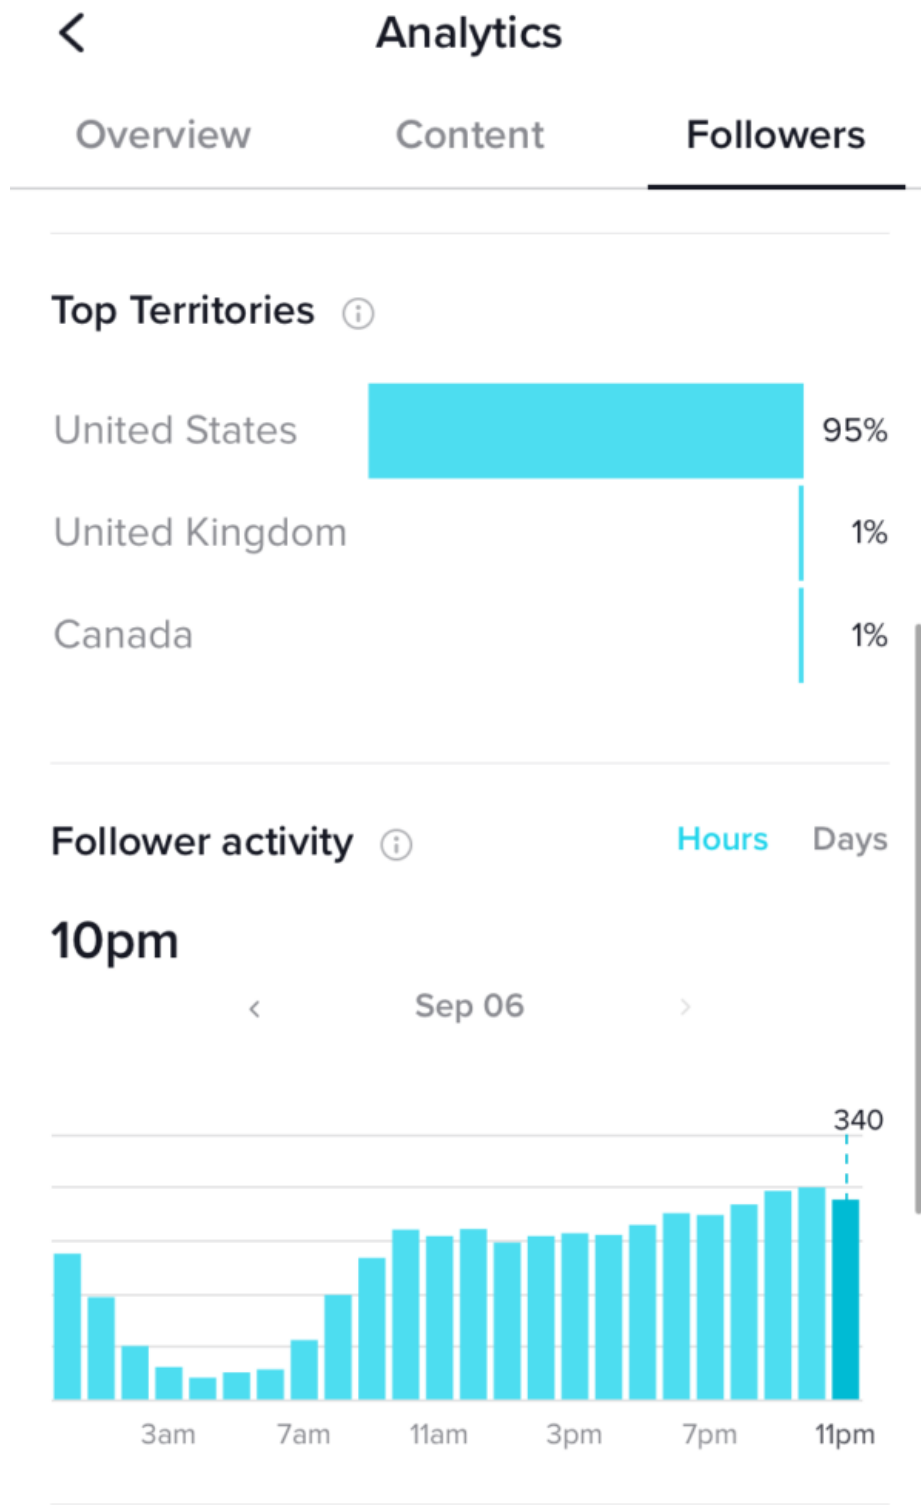 Analytics
Overview Content Followers
Top Territories
United States 95%
United Kingdom 1%
Canada 1%
Follower activity Hours Days
10pm
Sep 06
340
3am 7am 11am 3pm 7pm 11pm